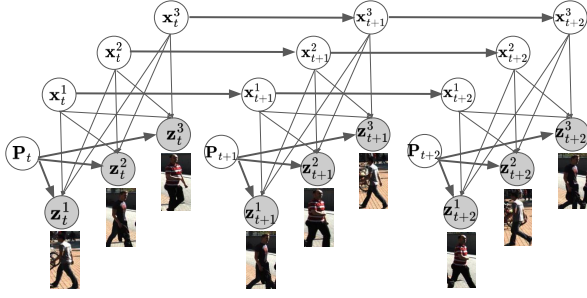 x_t^3 x_{t+1}^3 x_{t+2}^3
x_t^2 x_{t+1}^2 x_{t+2}^2
x_t^1 x_{t+1}^1 x_{t+2}^1
z_t^3 z_{t+1}^3 z_{t+2}^3
P_t P_{t+1} P_{t+2}
z_t^2 z_{t+1}^2 z_{t+2}^2
z_t^1 z_{t+1}^1 z_{t+2}^1